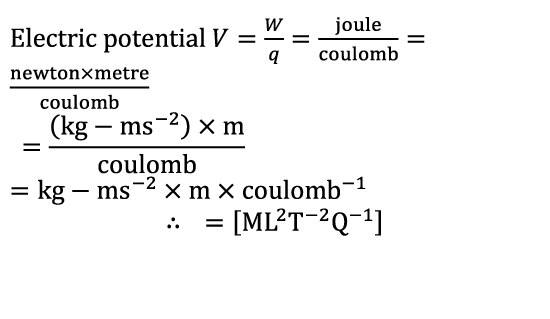 Electric potential V = W/q = joule/coulomb =
newton×metre/coulomb
= (kg − ms⁻²) × m/coulomb
= kg − ms⁻² × m × coulomb⁻¹
∴ = [ML²T⁻²Q⁻¹]